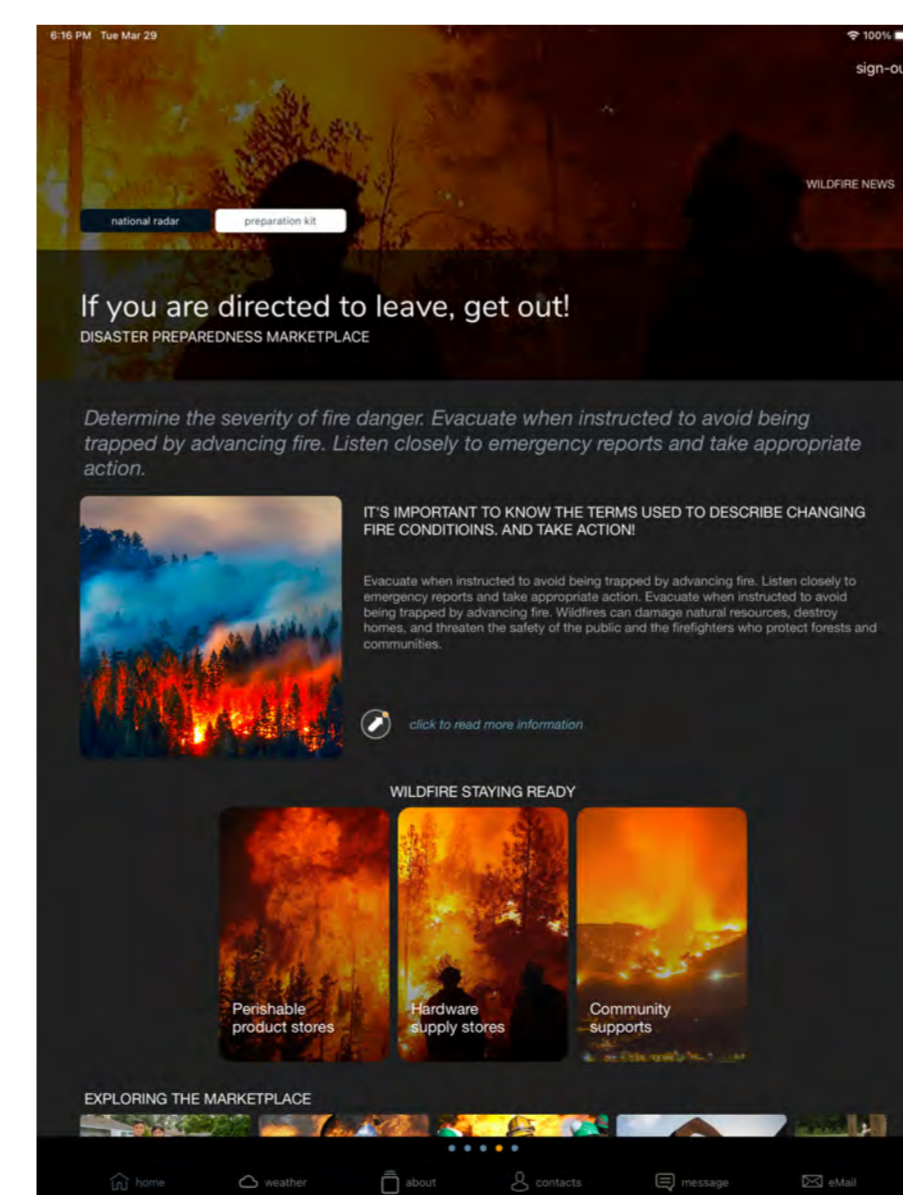 6:16 PM Tue Mar 29
100%
sign-ou
WILDFIRE NEWS
national radar
preparation kit
If you are directed to leave, get out!
DISASTER PREPAREDNESS MARKETPLACE
Determine the severity of fire danger. Evacuate when instructed to avoid being
trapped by advancing fire. Listen closely to emergency reports and take appropriate
action.
IT'S IMPORTANT TO KNOW THE TERMS USED TO DESCRIBE CHANGING
FIRE CONDITIOINS. AND TAKE ACTION!
Evacuate when instructed to avoid being trapped by advancing fire. Listen closely to
emergency reports and take appropriate action. Evacuate when instructed to avoid
being trapped by advancing fire. Wildfires can damage natural resources, destroy
homes, and threaten the safety of the public and the firefighters who protect forests and
communities.
click to read more information
WILDFIRE STAYING READY
Perishable
product stores
Hardware
supply stores
Community
supports
EXPLORING THE MARKETPLACE
home
weather
about
contacts
message
eMail